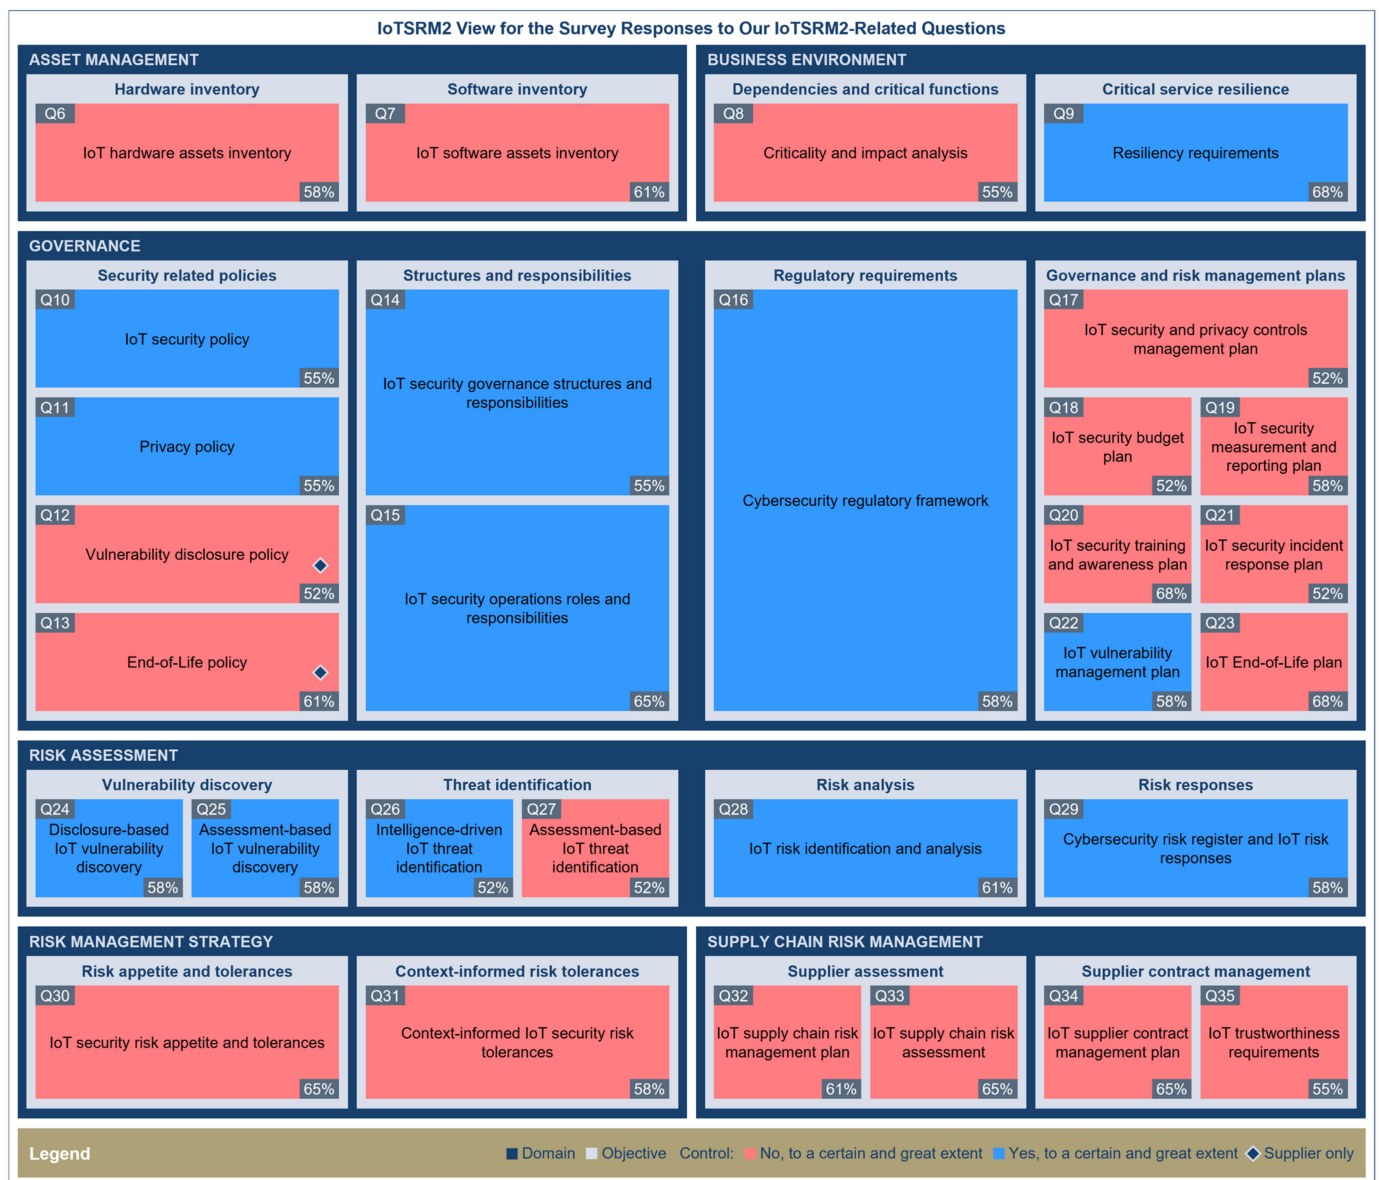 IoTSRM2 View for the Survey Responses to Our IoTSRM2-Related Questions
ASSET MANAGEMENT
Hardware inventory
Q6
IoT hardware assets inventory
58%
Software inventory
Q7
IoT software assets inventory
61%
BUSINESS ENVIRONMENT
Dependencies and critical functions
Q8
Criticality and impact analysis
55%
Critical service resilience
Q9
Resiliency requirements
68%
GOVERNANCE
Security related policies
Q10
IoT security policy
55%
Q11
Privacy policy
55%
Q12
Vulnerability disclosure policy
52%
Q13
End-of-Life policy
61%
Structures and responsibilities
Q14
IoT security governance structures and
responsibilities
55%
Q15
IoT security operations roles and
responsibilities
65%
Regulatory requirements
Q16
Cybersecurity regulatory framework
58%
Governance and risk management plans
Q17
IoT security and privacy controls
management plan
52%
Q18
IoT security budget
plan
52%
Q19
IoT security
measurement and
reporting plan
58%
Q20
IoT security training
and awareness plan
68%
Q21
IoT security incident
response plan
52%
Q22
IoT vulnerability
management plan
58%
Q23
IoT End-of-Life plan
68%
RISK ASSESSMENT
Vulnerability discovery
Q24
Disclosure-based
IoT vulnerability
discovery
58%
Q25
Assessment-based
IoT vulnerability
discovery
58%
Threat identification
Q26
Intelligence-driven
IoT threat
identification
52%
Q27
Assessment-based
IoT threat
identification
52%
Risk analysis
Q28
IoT risk identification and analysis
61%
Risk responses
Q29
Cybersecurity risk register and IoT risk
responses
58%
RISK MANAGEMENT STRATEGY
Risk appetite and tolerances
Q30
IoT security risk appetite and tolerances
65%
Context-informed risk tolerances
Q31
Context-informed IoT security risk
tolerances
58%
SUPPLY CHAIN RISK MANAGEMENT
Supplier assessment
Q32
IoT supply chain risk
management plan
61%
Q33
IoT supply chain risk
assessment
65%
Supplier contract management
Q34
IoT supplier contract
management plan
65%
Q35
IoT trustworthiness
requirements
55%
Legend
Domain
Objective
Control:
No, to a certain and great extent
Yes, to a certain and great extent
Supplier only